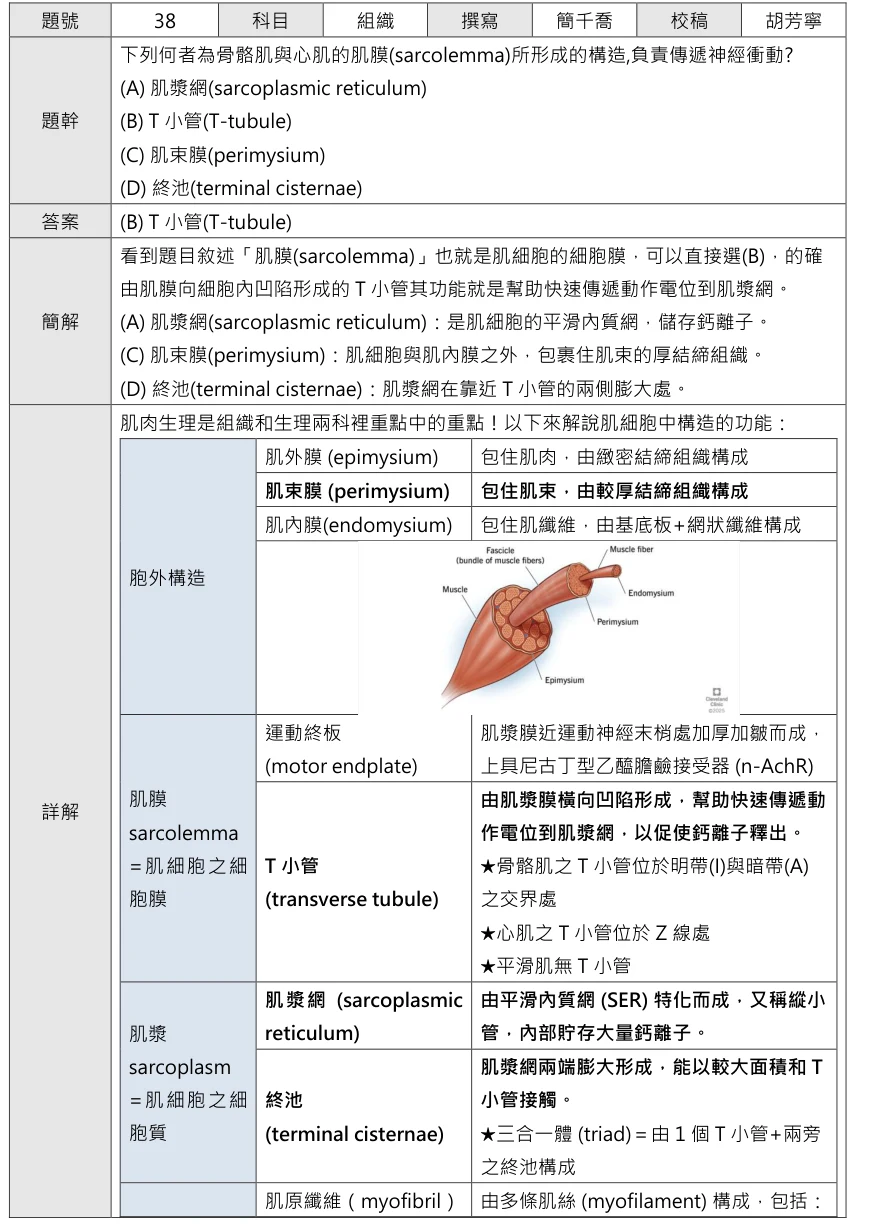 題號 38 科目 組織 撰寫 簡千喬 校稿 胡芳寧
題幹
下列何者為骨骼肌與心肌的肌膜(sarcolemma)所形成的構造,負責傳遞神經衝動?
(A) 肌漿網(sarcoplasmic reticulum)
(B) T 小管(T-tubule)
(C) 肌束膜(perimysium)
(D) 終池(terminal cisternae)
答案
(B) T 小管(T-tubule)
簡解
看到題目敘述「肌膜(sarcolemma)」也就是肌細胞的細胞膜，可以直接選(B)，的確
由肌膜向細胞內凹陷形成的 T 小管其功能就是幫助快速傳遞動作電位到肌漿網。
(A) 肌漿網(sarcoplasmic reticulum)：是肌細胞的平滑內質網，儲存鈣離子。
(C) 肌束膜(perimysium)：肌細胞與肌內膜之外，包裹住肌束的厚結締組織。
(D) 終池(terminal cisternae)：肌漿網在靠近 T 小管的兩側膨大處。
詳解
肌肉生理是組織和生理兩科裡重點中的重點！以下來解說肌細胞中構造的功能：
胞外構造
肌外膜 (epimysium) 包住肌肉，由緻密結締組織構成
肌束膜 (perimysium) 包住肌束，由較厚結締組織構成
肌內膜(endomysium) 包住肌纖維，由基底板+網狀纖維構成
Fascicle
(bundle of muscle fibers)
Muscle fiber
Muscle
Endomysium
Perimysium
Epimysium
Cleveland
Clinic
©2023
肌膜
sarcolemma
=肌細胞之細
胞膜
運動終板
(motor endplate)
肌漿膜近運動神經末梢處加厚加皺而成，
上具尼古丁型乙醯膽鹼接受器 (n-AchR)
T 小管
(transverse tubule)
由肌漿膜橫向凹陷形成，幫助快速傳遞動
作電位到肌漿網，以促使鈣離子釋出。
★骨骼肌之 T 小管位於明帶(I)與暗帶(A)
之交界處
★心肌之 T 小管位於 Z 線處
★平滑肌無 T 小管
肌漿
sarcoplasm
=肌細胞之細
胞質
肌漿網 (sarcoplasmic
reticulum)
由平滑內質網 (SER) 特化而成，又稱縱小
管，內部貯存大量鈣離子。
終池
(terminal cisternae)
肌漿網兩端膨大形成，能以較大面積和 T
小管接觸。
★三合一體 (triad)＝由 1 個 T 小管+兩旁
之終池構成
肌原纖維（myofibril） 由多條肌絲 (myofilament) 構成，包括：